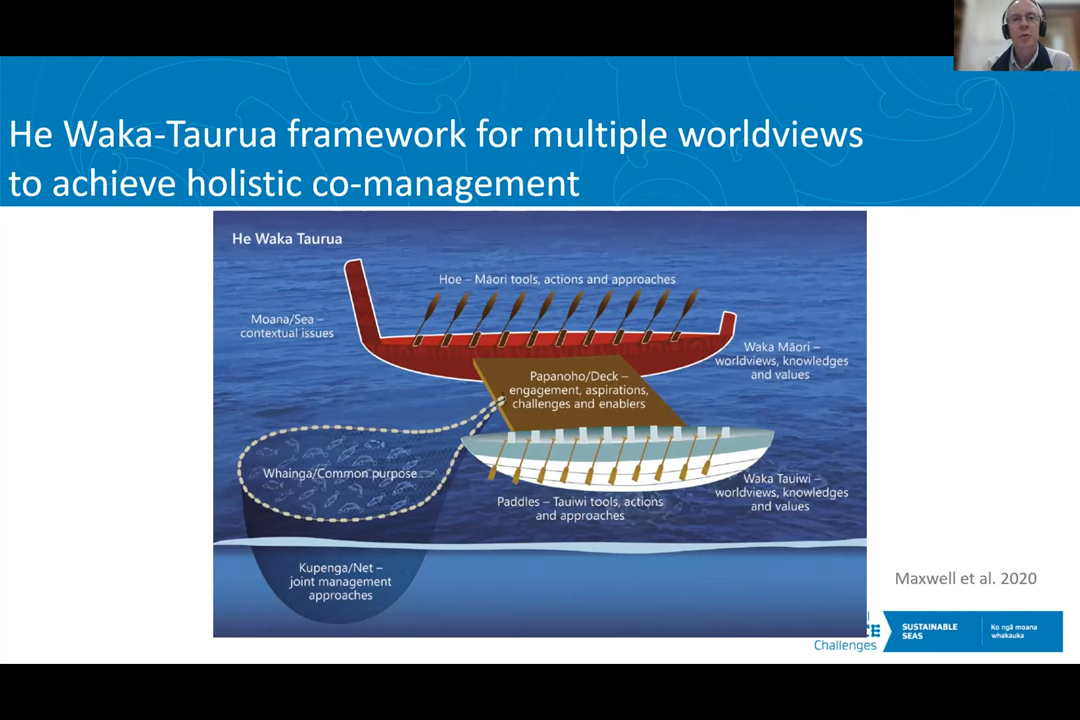 He Waka-Taurua framework for multiple worldviews
to achieve holistic co-management
He Waka Taurua
Hoe – Māori tools, actions and approaches
Moana/Sea –
contextual issues
Waka Māori –
worldviews, knowledges
and values
Papanoho/Deck –
engagement, aspirations,
challenges and enablers
Whainga/Common purpose
Waka Tauiwi –
worldviews, knowledges
and values
Paddles – Tauiwi tools, actions
and approaches
Kupenga/Net –
joint management
approaches
Maxwell et al. 2020
Challenges
SUSTAINABLE
SEAS
Ko ngā moana
whakauka